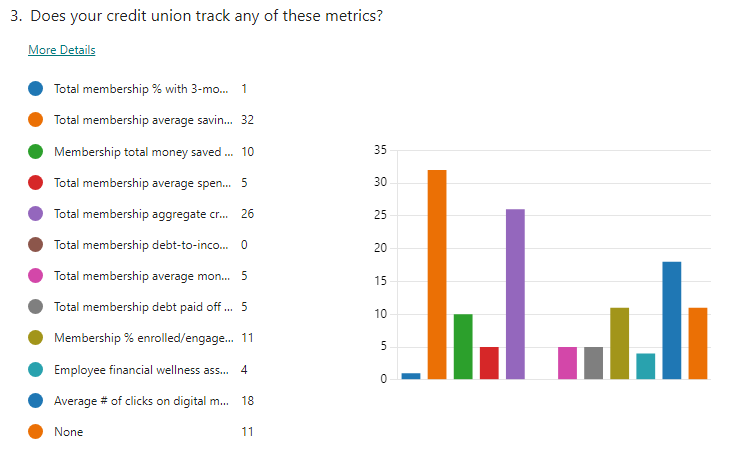 3. Does your credit union track any of these metrics?
More Details
Total membership % with 3-mo... 1
Total membership average savin... 32
Membership total money saved ... 10
Total membership average spen... 5
Total membership aggregate cr... 26
Total membership debt-to-inco... 0
Total membership average mon... 5
Total membership debt paid off ... 5
Membership % enrolled/engage... 11
Employee financial wellness ass... 4
Average # of clicks on digital m... 18
None 11
35
30
25
20
15
10
5
0